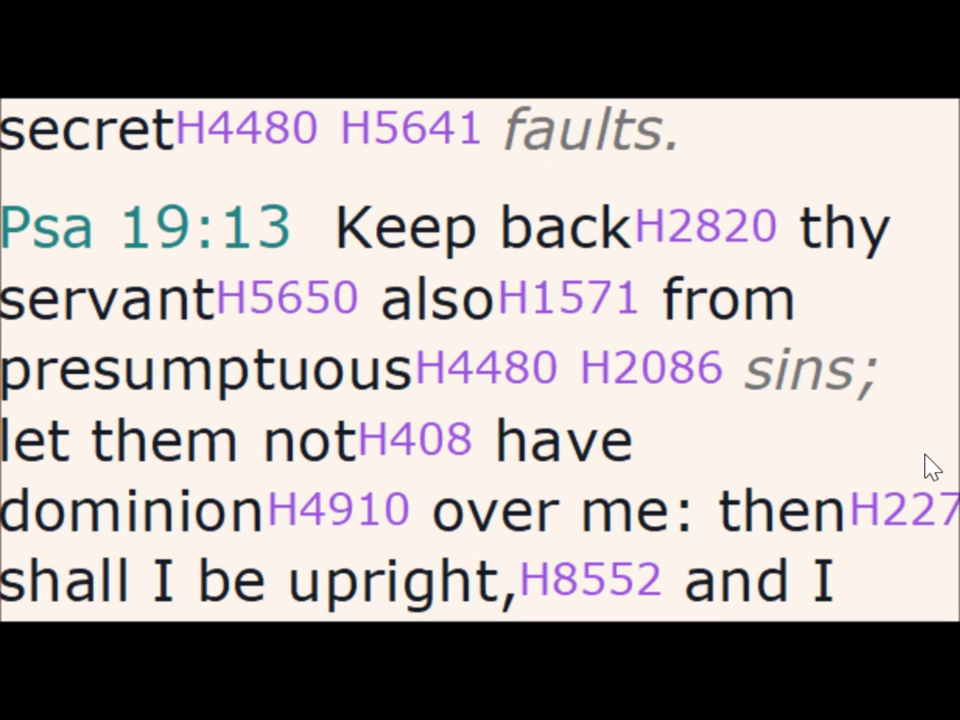 secretH4480 H5641 faults.
Psa 19:13 Keep backH2820 thy
servantH5650 alsoH1571 from
presumptuousH4480 H2086 sins;
let them notH408 have
dominionH4910 over me: thenH227
shall I be upright,H8552 and I